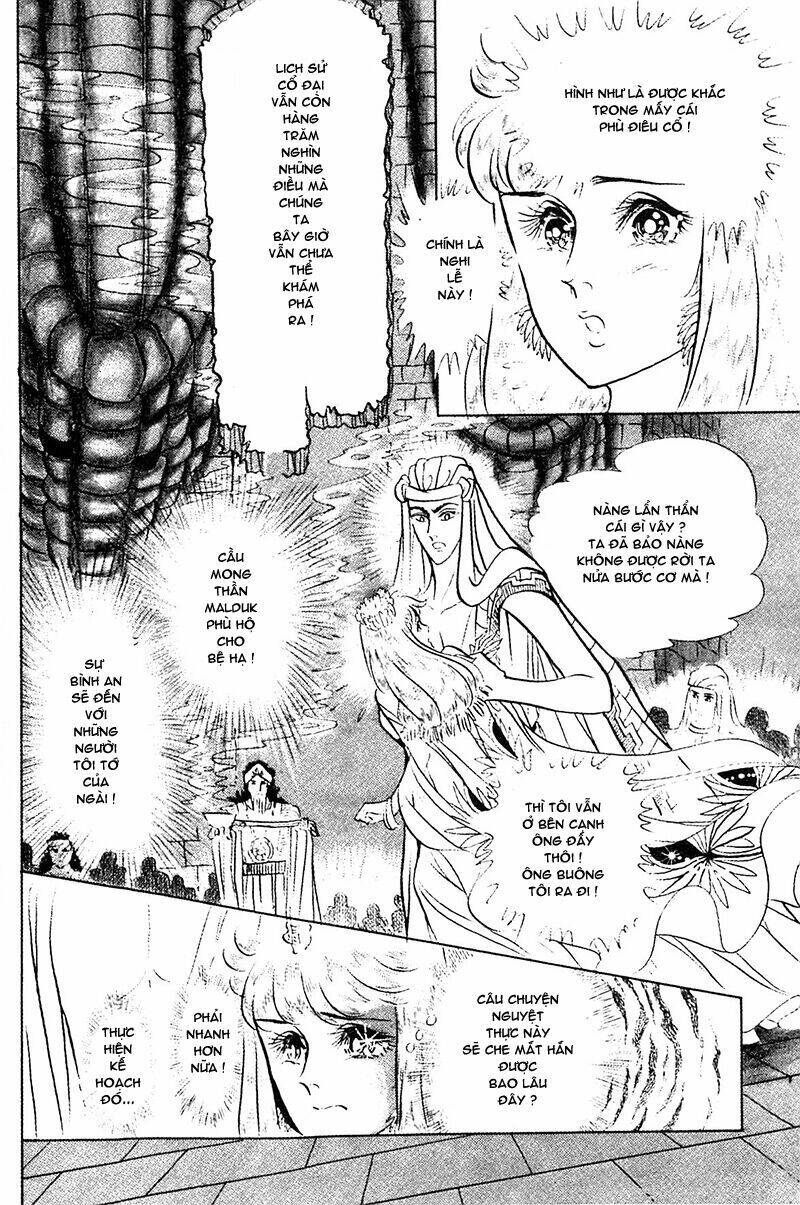 HÌNH NHƯ LÀ ĐƯỢC KHẮC
TRONG MẤY CÁI
PHÙ ĐIÊU CỔ !
CHÍNH LÀ
NGHI
LỄ
NÀY !
LỊCH SỬ
CỔ ĐẠI
VẪN CÒN
HÀNG
TRĂM
NGHÌN
NHỮNG
ĐIỀU MÀ
CHÚNG
TA
BÂY GIỜ
VẪN CHƯA
THỂ
KHÁM
PHÁ
RA !
NÀNG LẨN THẨN
CÁI GÌ VẬY ?
TA ĐÃ BẢO NÀNG
KHÔNG ĐƯỢC RỜI TA
NỬA BƯỚC CƠ MÀ !
CẦU
MONG
THẦN
MALDUK
PHÙ HỘ
CHO
BỆ HẠ !
SỰ
BÌNH AN
SẼ ĐẾN
VỚI
NHỮNG
NGƯỜI
TÔI TỚ
CỦA
NGÀI !
THÌ TÔI VẪN
Ở BÊN CẠNH
ÔNG ĐẤY
THÔI !
ÔNG BUÔNG
TÔI RA ĐI !
CÂU CHUYỆN
NGUYỆT
THỰC NÀY
SẼ CHE MẮT HẮN
ĐƯỢC
BAO LÂU
ĐÂY ?
PHẢI
NHANH
HƠN
NỮA !
THỰC
HIỆN
KẾ
HOẠCH
ĐÓ...